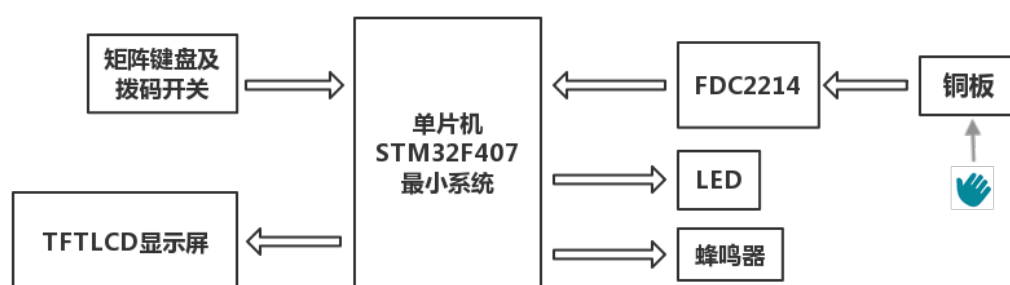 矩阵键盘及
拨码开关
单片机
STM32F407
最小系统
FDC2214
铜板
LED
TFTLCD显示屏
蜂鸣器